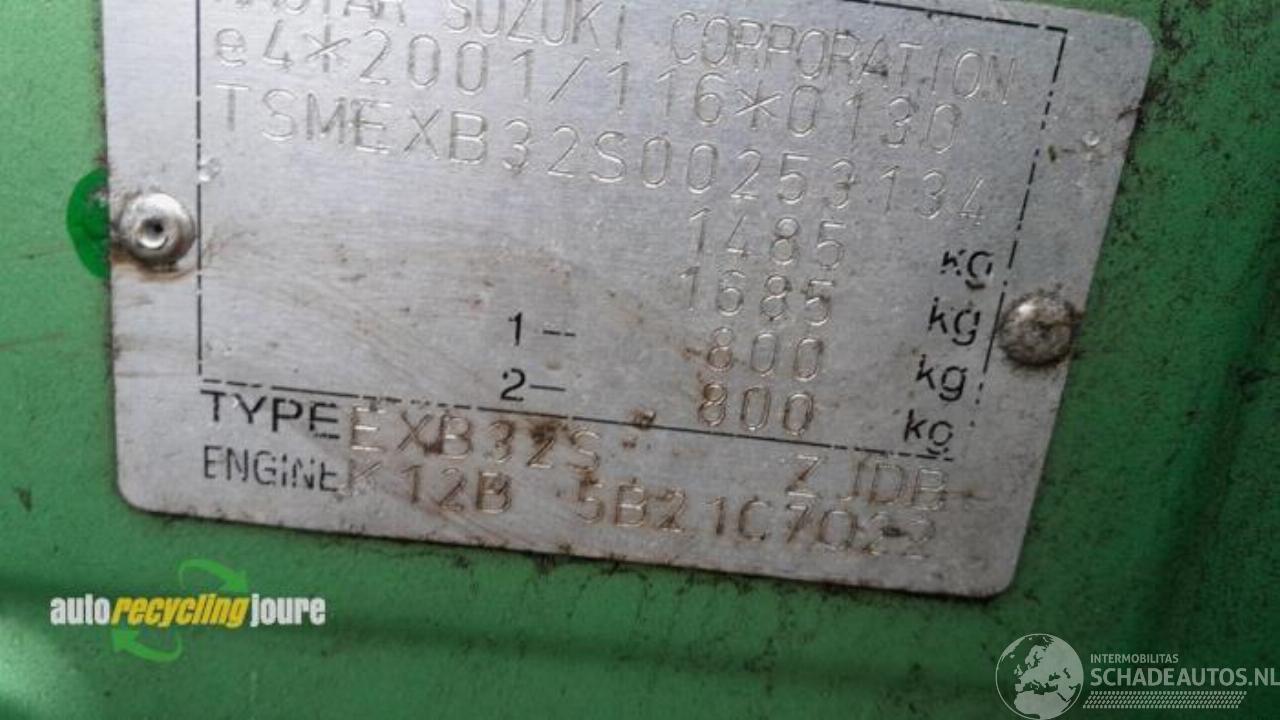 MAGYAR SUZUKI CORPORATION
e4*2001/116*0130
TSMEXB32S00253134
1485 kg
1685 kg
1-- 800 kg
2- 800 kg
TYPE EXB32S- ZJDB
ENGINE K12B 5B21C7022
autorecyclingjoure
INTERMOBILITAS
SCHADEAUTOS.NL